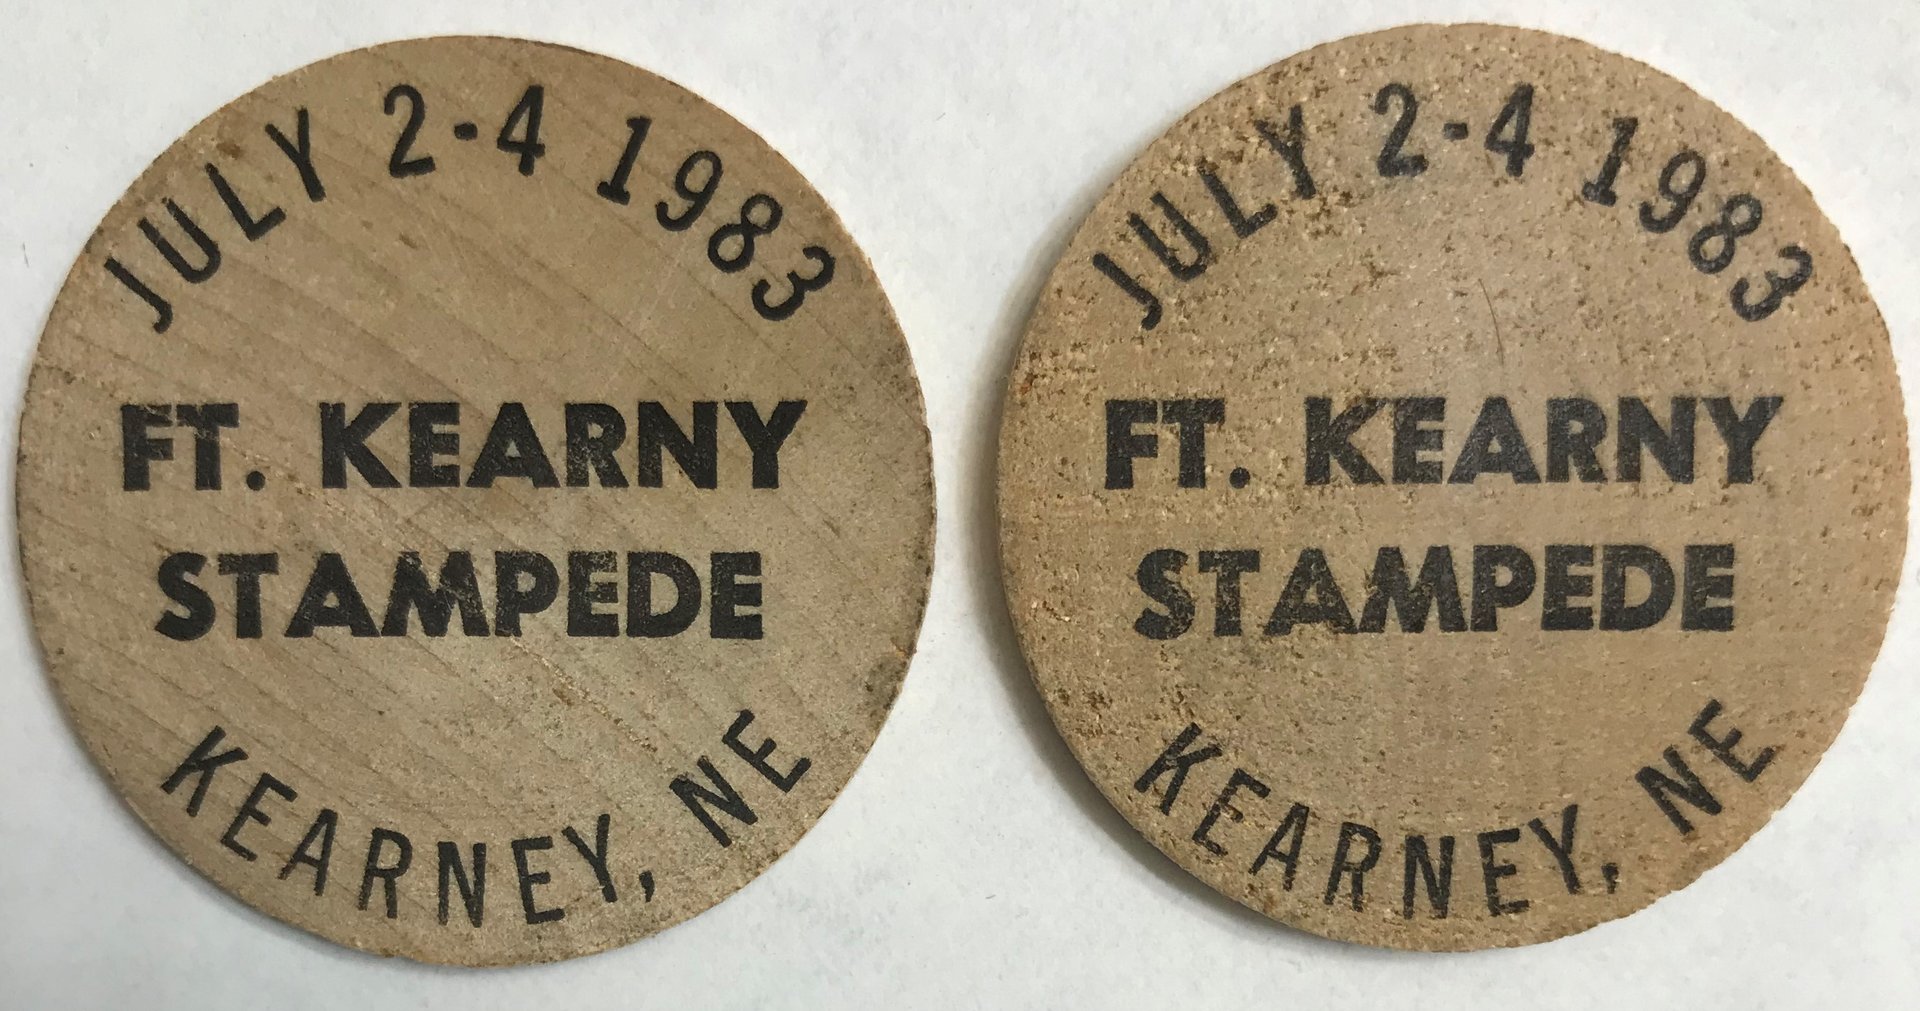 JULY 2-4 1983
FT. KEARNY
STAMPEDE
KEARNEY, NE
JULY 2-4 1983
FT. KEARNY
STAMPEDE
KEARNEY, NE